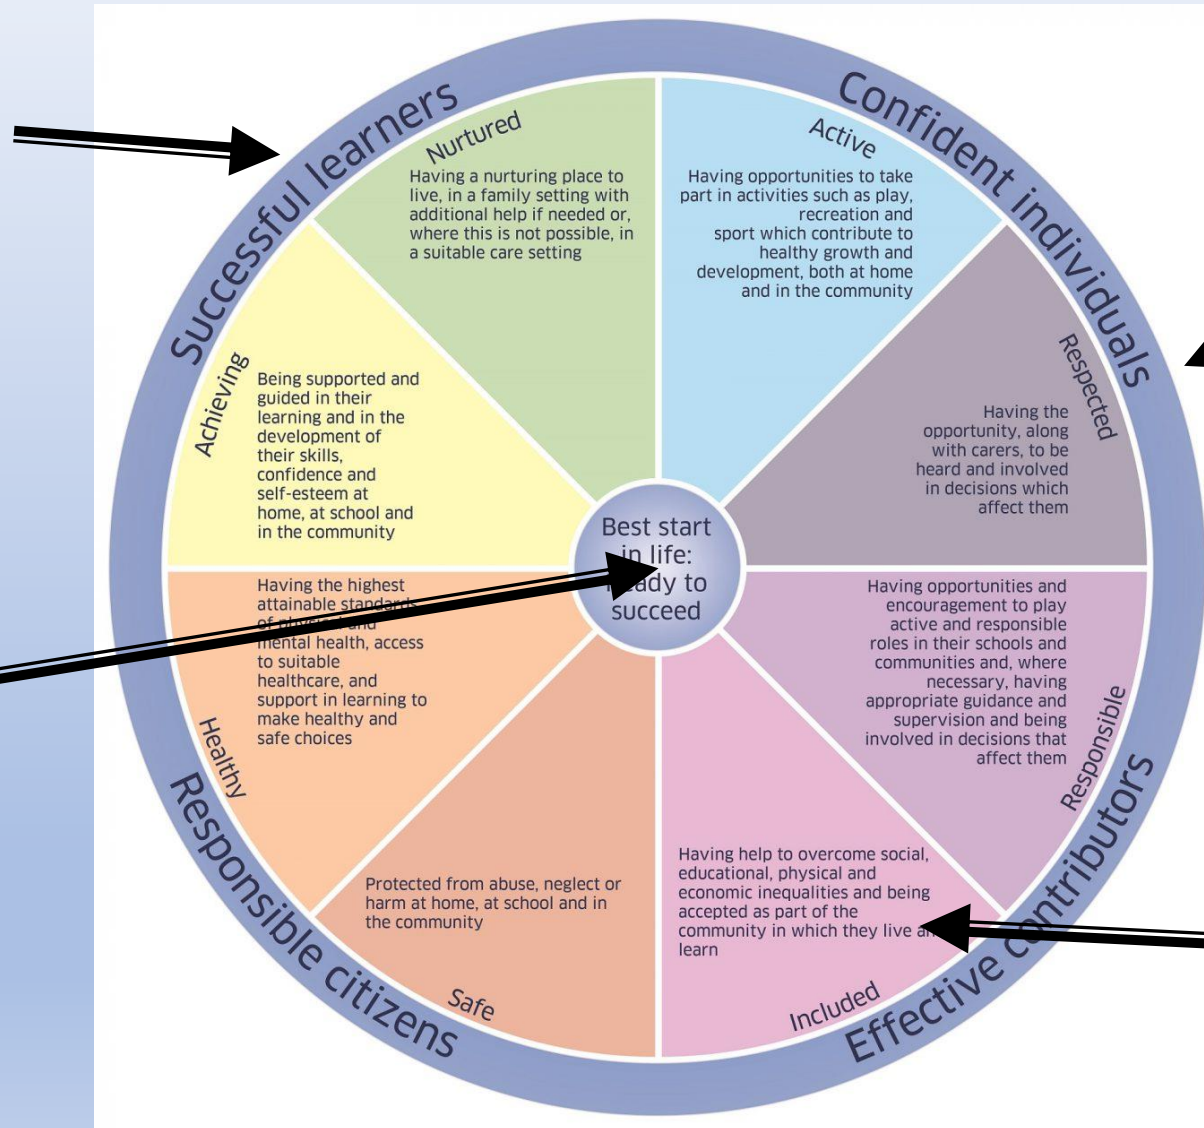 Successful learners
Confident individuals
Nurtured
Having a nurturing place to
live, in a family setting with
additional help if needed or,
where this is not possible, in
a suitable care setting
Active
Having opportunities to take
part in activities such as play,
recreation and
sport which contribute to
healthy growth and
development, both at home
and in the community
Achieving
Being supported and
guided in their
learning and in the
development of
their skills,
confidence and
self-esteem at
home, at school and
in the community
Respected
Having the
opportunity, along
with carers, to be
heard and involved
in decisions which
affect them
Best start
in life:
ready to
succeed
Having the highest
attainable standards
of physical and
mental health, access
to suitable
healthcare, and
support in learning to
make healthy and
safe choices
Healthy
Having opportunities and
encouragement to play
active and responsible
roles in their schools and
communities and, where
necessary, having
appropriate guidance and
supervision and being
involved in decisions that
affect them
Responsible
Protected from abuse, neglect or
harm at home, at school and in
the community
Safe
Having help to overcome social,
educational, physical and
economic inequalities and being
accepted as part of the
community in which they live and
learn
Included
Responsible citizens
Effective contributors